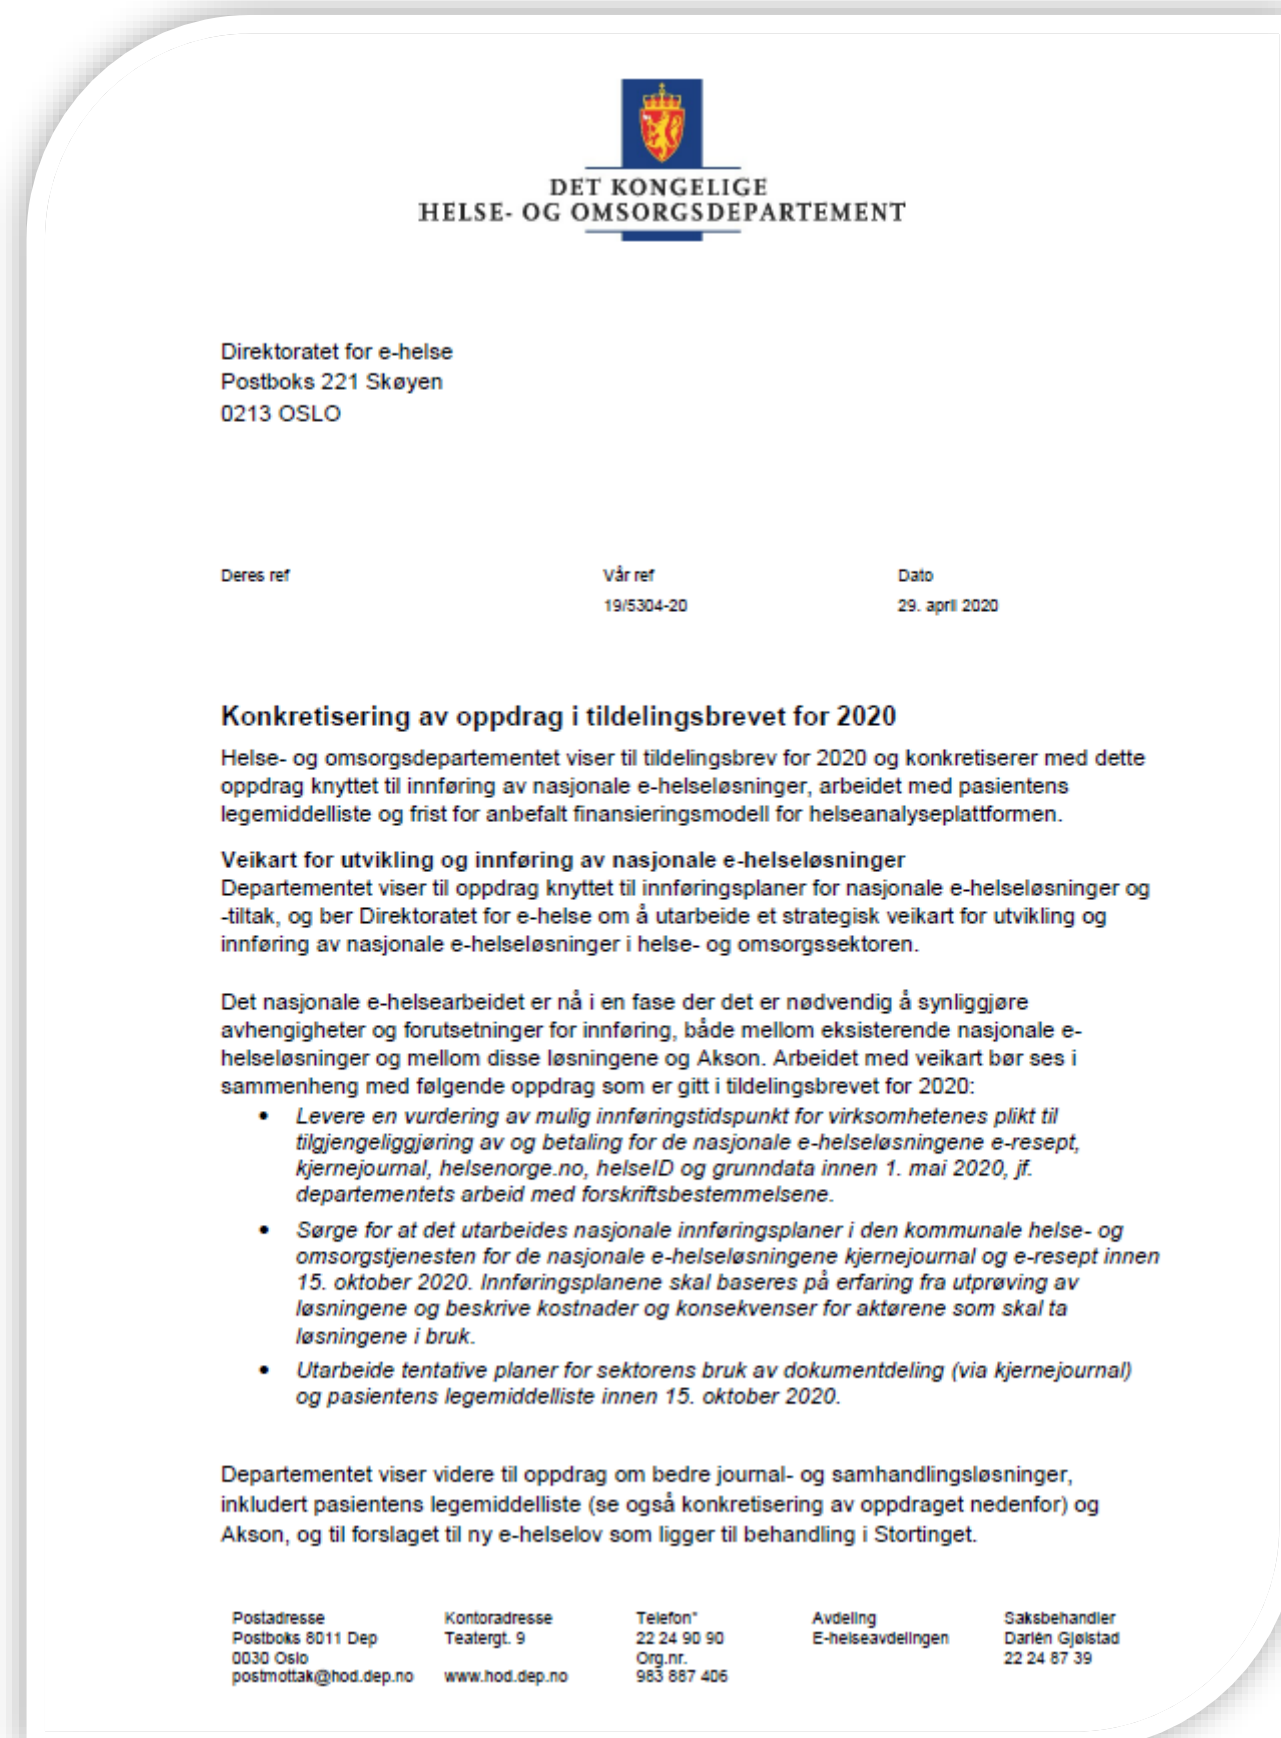 DET KONGELIGE
HELSE- OG OMSORGSDEPARTEMENT
Direktoratet for e-helse
Postboks 221 Skøyen
0213 OSLO
Deres ref
Vår ref
Dato
19/5304-20
29. april 2020
Konkretisering av oppdrag i tildelingsbrevet for 2020
Helse- og omsorgsdepartementet viser til tildelingsbrev for 2020 og konkretiserer med dette
oppdrag knyttet til innføring av nasjonale e-helseløsninger, arbeidet med pasientens
legemiddelliste og frist for anbefalt finansieringsmodell for helseanalyseplattformen.
Veikart for utvikling og innføring av nasjonale e-helseløsninger
Departementet viser til oppdrag knyttet til innføringsplaner for nasjonale e-helseløsninger og
-tiltak, og ber Direktoratet for e-helse om å utarbeide et strategisk veikart for utvikling og
innføring av nasjonale e-helseløsninger i helse- og omsorgssektoren.
Det nasjonale e-helsearbeidet er nå i en fase der det er nødvendig å synliggjøre
avhengigheter og forutsetninger for innføring, både mellom eksisterende nasjonale e-
helseløsninger og mellom disse løsningene og Akson. Arbeidet med veikart bør ses i
sammenheng med følgende oppdrag som er gitt i tildelingsbrevet for 2020:
• Levere en vurdering av mulig innføringstidspunkt for virksomhetenes plikt til
tilgjengeliggjøring av og betaling for de nasjonale e-helseløsningene e-resept,
kjernejournal, helsenorge.no, helseID og grunndata innen 1. mai 2020, jf.
departementets arbeid med forskriftsbestemmelsene.
• Sørge for at det utarbeides nasjonale innføringsplaner i den kommunale helse- og
omsorgstjenesten for de nasjonale e-helseløsningene kjernejournal og e-resept innen
15. oktober 2020. Innføringsplanene skal baseres på erfaring fra utprøving av
løsningene og beskrive kostnader og konsekvenser for aktørene som skal ta
løsningene i bruk.
• Utarbeide tentative planer for sektorens bruk av dokumentdeling (via kjernejournal)
og pasientens legemiddelliste innen 15. oktober 2020.
Departementet viser videre til oppdrag om bedre journal- og samhandlingsløsninger,
inkludert pasientens legemiddelliste (se også konkretisering av oppdraget nedenfor) og
Akson, og til forslaget til ny e-helselov som ligger til behandling i Stortinget.
Postadresse
Postboks 8011 Dep
0030 Oslo
postmottak@hod.dep.no
Kontoradresse
Teatergt. 9
www.hod.dep.no
Telefon*
22 24 90 90
Org.nr.
983 887 406
Avdeling
E-helseavdelingen
Saksbehandler
Darlén Gjølstad
22 24 87 39